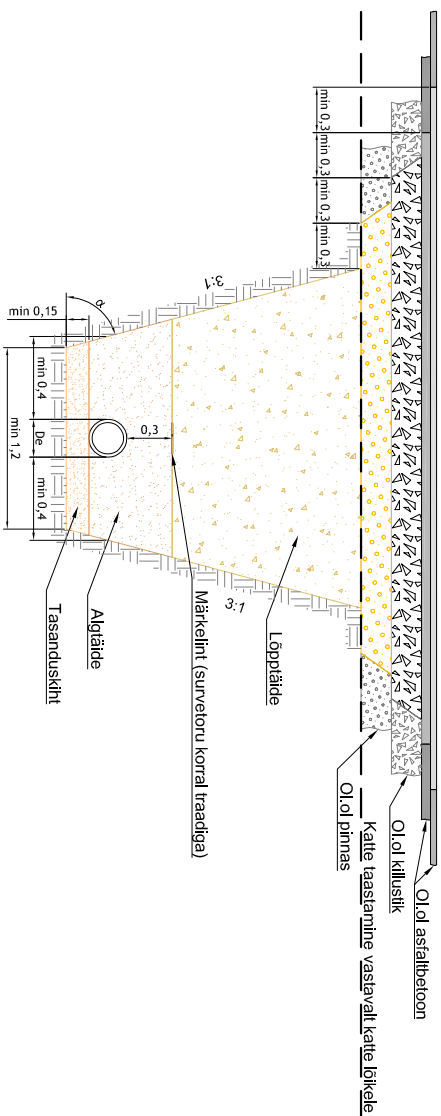 Ol.ol asfaltbetoon
Ol.ol killustik
Katte taastamine vastavalt katte lõikele
Ol.ol pinnas
min 0,3
min 0,3
min 0,3
min 0,3
3:1
3:1
Lõpptäide
Märkelint (survetoru korral traadiga)
0,3
α
min 0,15
min 0,4
De
min 0,4
min 1,2
Algtäide
Tasanduskiht